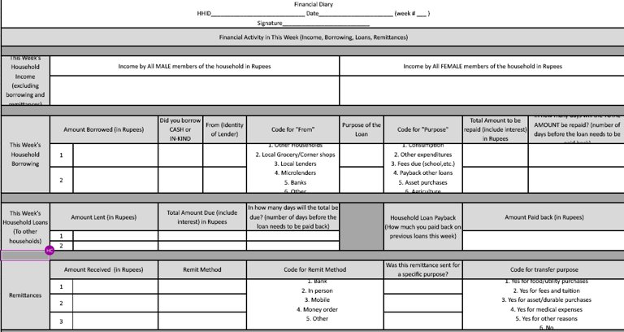 Financial Diary
HHID Date (week # )
Signature
Financial Activity in This Week (Income, Borrowing, Loans, Remittances)
This Week's
Household
Income
(excluding
borrowing and
remittances)
Income by All MALE members of the household in Rupees
Income by All FEMALE members of the household in Rupees
This Week's
Household
Borrowing
Amount Borrowed (in Rupees)
Did you borrow
CASH or
IN-KIND
From (Identity
of Lender)
Code for "From"
Purpose of the
Loan
Code for "Purpose"
Total Amount to be
repaid (include interest)
in Rupees
AMOUNT be repaid? (number of
days before the loan needs to be
1
2
1. Other Households
2. Local Grocery/Corner shops
3. Local Lenders
4. Microlenders
5. Banks
6. Other
1. Consumption
2. Other expenditures
3. Fees due (school,etc.)
4. Payback other loans
5. Asset purchases
6. Agriculture
This Week's
Household Loans
(To other
households)
Amount Lent (in Rupees)
Total Amount Due (include
interest) in Rupees
In how many days will the total be
due? (number of days before the
loan needs to be paid back)
Household Loan Payback
(How much you paid back on
previous loans this week)
Amount Paid back (in Rupees)
1
2
Remittances
Amount Received (in Rupees)
Remit Method
Code for Remit Method
Was this remittance sent for
a specific purpose?
Code for transfer purpose
1
2
3
1. Bank
2. In person
3. Mobile
4. Money order
5. Other
1. Yes for food/utility purchases
2. Yes for fees and tuition
3. Yes for asset/durable purchases
4. Yes for medical expenses
5. Yes for other reasons
6. No